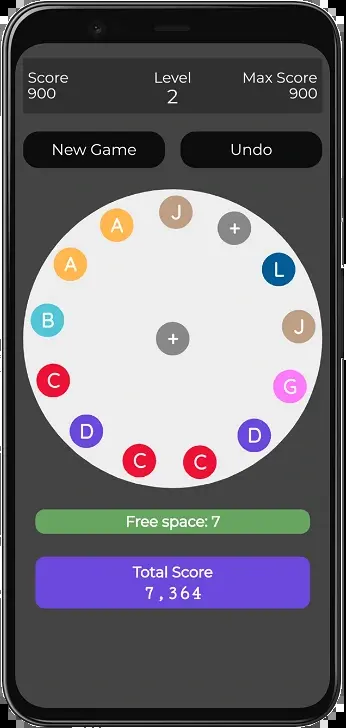 Score Level Max Score
900 2 900
New Game Undo
J
A +
A L
B J
+
C G
D D
C C
Free space: 7
Total Score
7,364